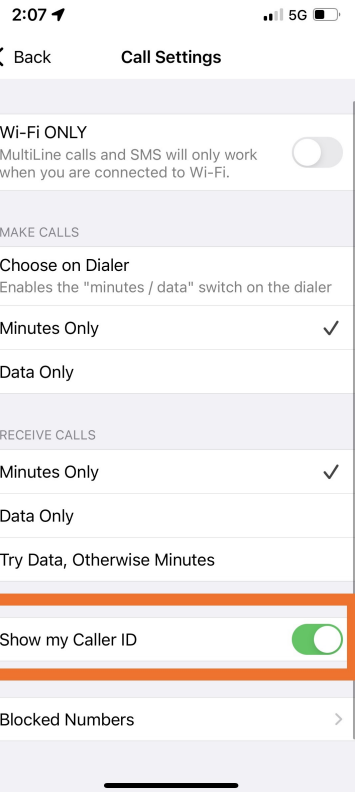 2:07 5G
Back Call Settings
Wi-Fi ONLY
MultiLine calls and SMS will only work
when you are connected to Wi-Fi.
MAKE CALLS
Choose on Dialer
Enables the "minutes / data" switch on the dialer
Minutes Only
Data Only
RECEIVE CALLS
Minutes Only
Data Only
Try Data, Otherwise Minutes
Show my Caller ID
Blocked Numbers